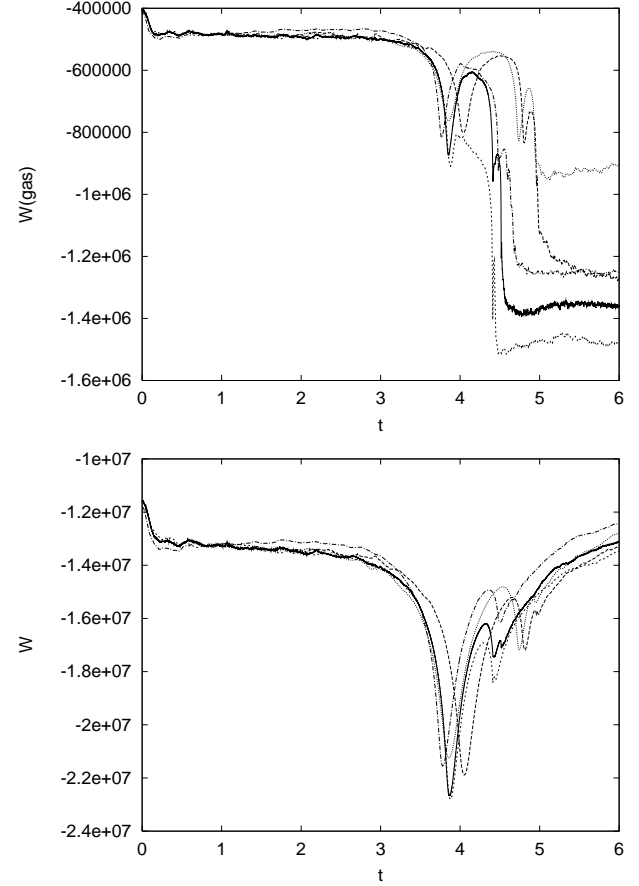 -400000
-600000
-800000
-1e+06
-1.2e+06
-1.4e+06
-1.6e+06
W(gas)
0 1 2 3 4 5 6
t
-1e+07
-1.2e+07
-1.4e+07
-1.6e+07
-1.8e+07
-2e+07
-2.2e+07
-2.4e+07
W
0 1 2 3 4 5 6
t